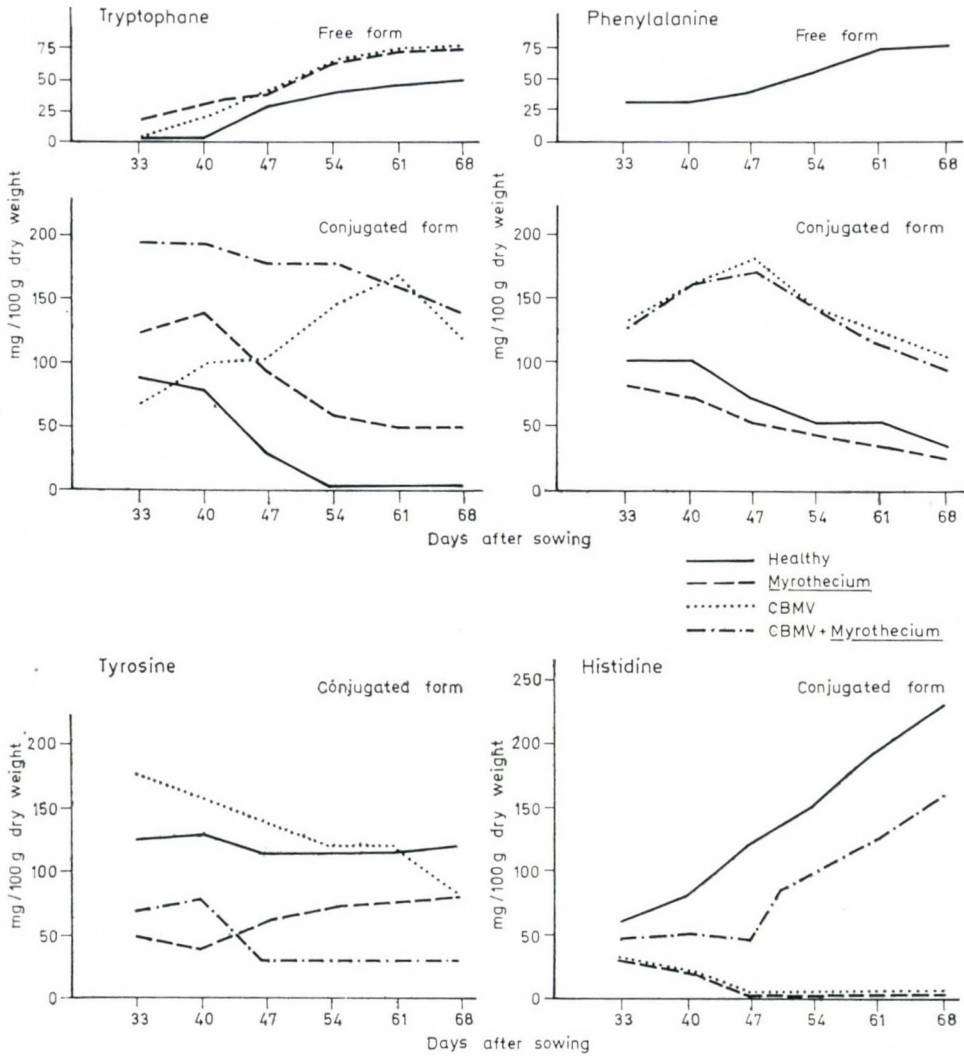 Tryptophane
Free form
75
50
25
0
33 40 47 54 61 68
Phenylalanine
Free form
75
50
25
0
33 40 47 54 61 68
mg/100 g dry weight
Conjugated form
200
150
100
50
0
33 40 47 54 61 68
mg/100 g dry weight
Conjugated form
200
150
100
50
0
33 40 47 54 61 68
Days after sowing
Healthy
Myrothecium
CBMV
CBMV + Myrothecium
Tyrosine
Conjugated form
mg/100 g dry weight
200
150
100
50
0
33 40 47 54 61 68
Histidine
Conjugated form
mg/100 g dry weight
250
200
150
100
50
0
33 40 47 54 61 68
Days after sowing